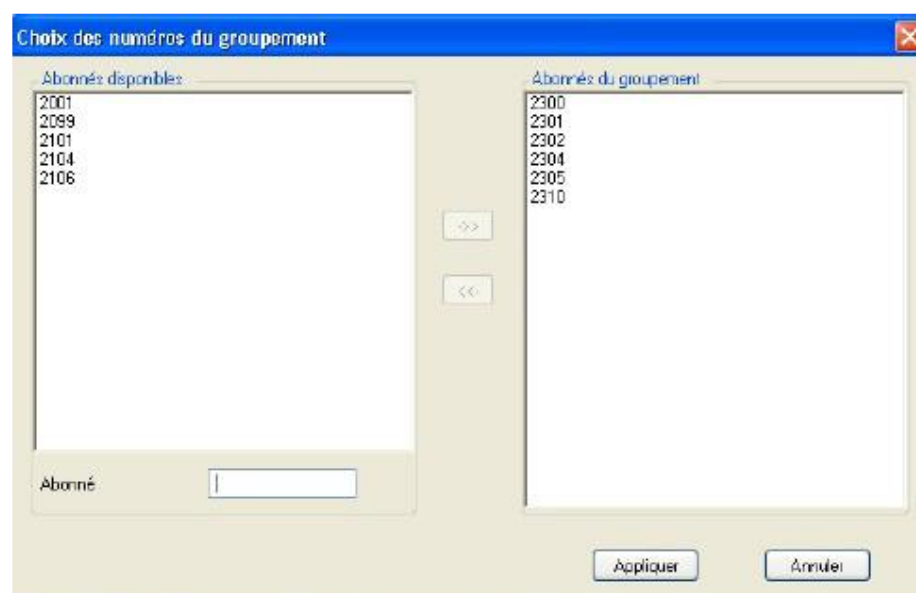 Choix des numéros du groupement
Abonnés disponibles
2001
2099
2101
2104
2106
Abonné
->>
<<-
Abonnés du groupement
2300
2301
2302
2304
2305
2310
Appliquer
Annuler